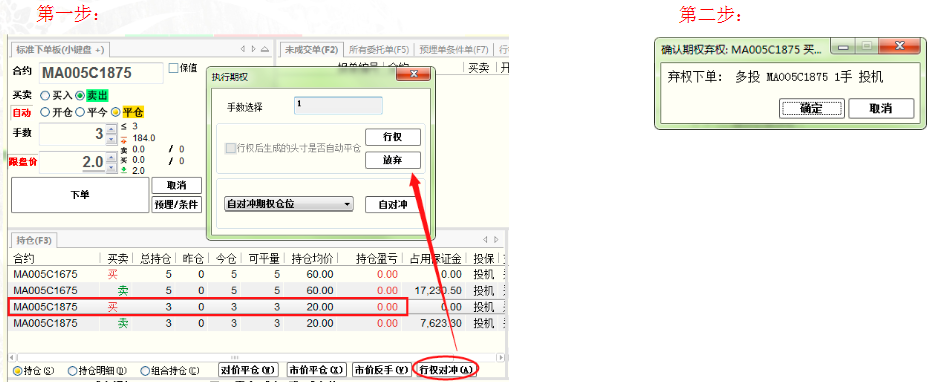 第一步：
第二步：
标准下单板(小键盘 +)
未成交单(F2)
所有委托单(F5)
预埋单条件单(F7)
合约
MA005C1875
保值
买卖
买卖
买入
卖出
自动
开仓
平今
平仓
手数
3
≤ 3
184.0
卖 0.0 / 0
买 0.0 / 0
2.0
限盘价
2.0
下单
取消
预埋/条件
执行期权
手数选择
1
行权后生成的头寸是否自动平仓
行权
放弃
自对冲期权仓位
自对冲
确认期权弃权: MA005C1875 买...
弃权下单: 多投 MA005C1875 1手 投机
确定
取消
持仓(F3)
合约 买卖 总持仓 昨仓 今仓 可平量 持仓均价 持仓盈亏 占用保证金 投保
MA005C1675 买 5 0 5 5 60.00 0.00 0.00 投机
MA005C1675 卖 5 0 5 5 60.00 0.00 17,230.50 投机
MA005C1875 买 3 0 3 3 20.00 0.00 0.00 投机
MA005C1875 卖 3 0 3 3 20.00 0.00 7,623.30 投机
持仓(S)
持仓明细(D)
组合持仓(C)
对价平仓(W)
市价平仓(X)
市价反手(Y)
行权对冲(A)